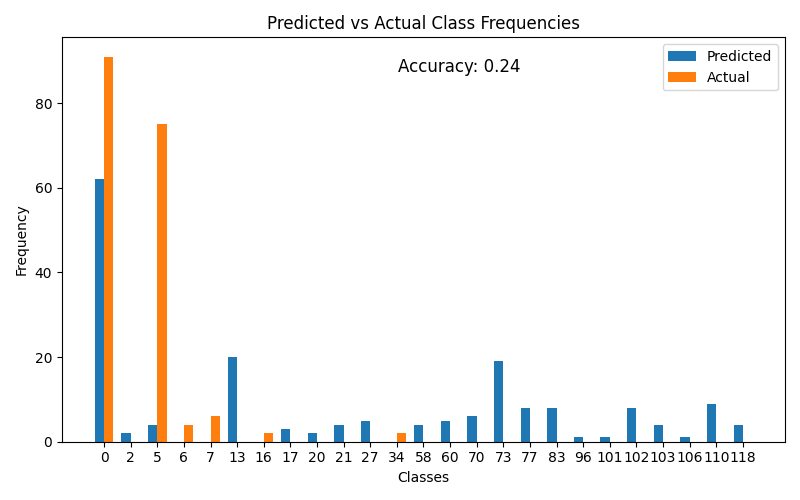 Predicted vs Actual Class Frequencies
Accuracy: 0.24
Predicted
Actual
Frequency
80
60
40
20
0
0 2 5 6 7 13 16 17 20 21 27 34 58 60 70 73 77 83 96 101 102 103 106 110 118
Classes